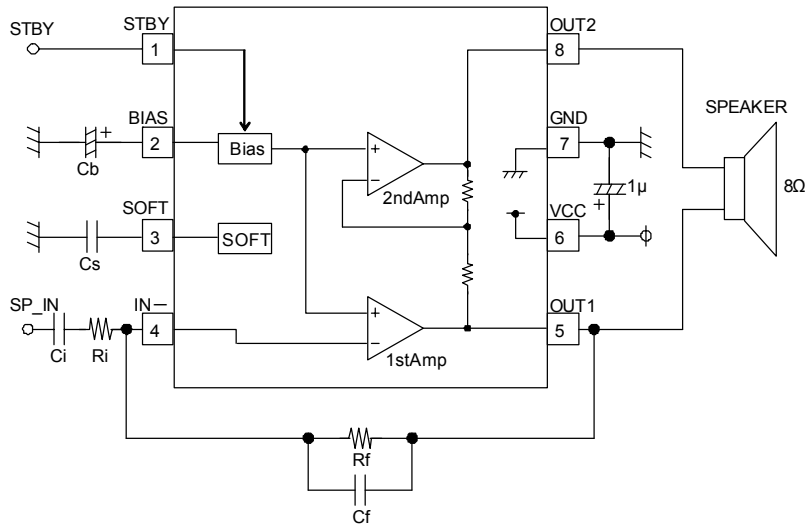 STBY
STBY
1
OUT2
8
SPEAKER
BIAS
2
+
Cb
Bias
+
−
2ndAmp
GND
7
1μ
+
8Ω
SOFT
3
Cs
SOFT
VCC
6
SP_IN
Ci
Ri
IN−
4
+
−
1stAmp
OUT1
5
Rf
Cf